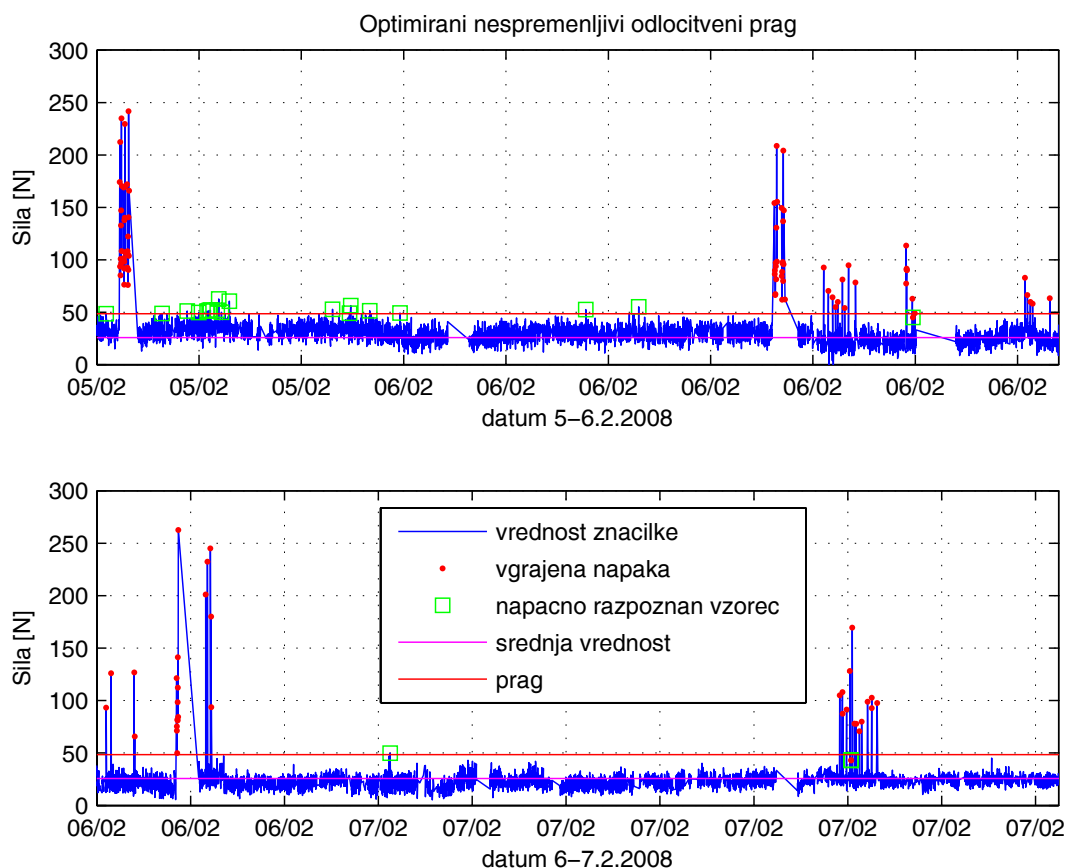 Optimirani nespremenljivi odlocitveni prag
300
250
200
150
100
50
0
Sila [N]
05/02 05/02 05/02 06/02 06/02 06/02 06/02 06/02 06/02 06/02
datum 5−6.2.2008
300
250
200
150
100
50
0
Sila [N]
vrednost znacilke
vgrajena napaka
napacno razpoznan vzorec
srednja vrednost
prag
06/02 06/02 06/02 07/02 07/02 07/02 07/02 07/02 07/02 07/02 07/02
datum 6−7.2.2008